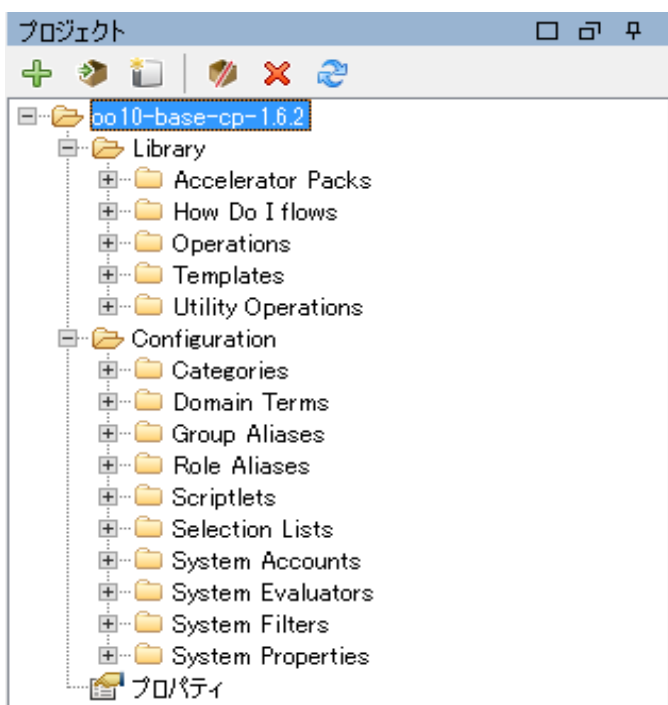 プロジェクト
oo10-base-cp-1.6.2
Library
Accelerator Packs
How Do I flows
Operations
Templates
Utility Operations
Configuration
Categories
Domain Terms
Group Aliases
Role Aliases
Scriptlets
Selection Lists
System Accounts
System Evaluators
System Filters
System Properties
プロパティ